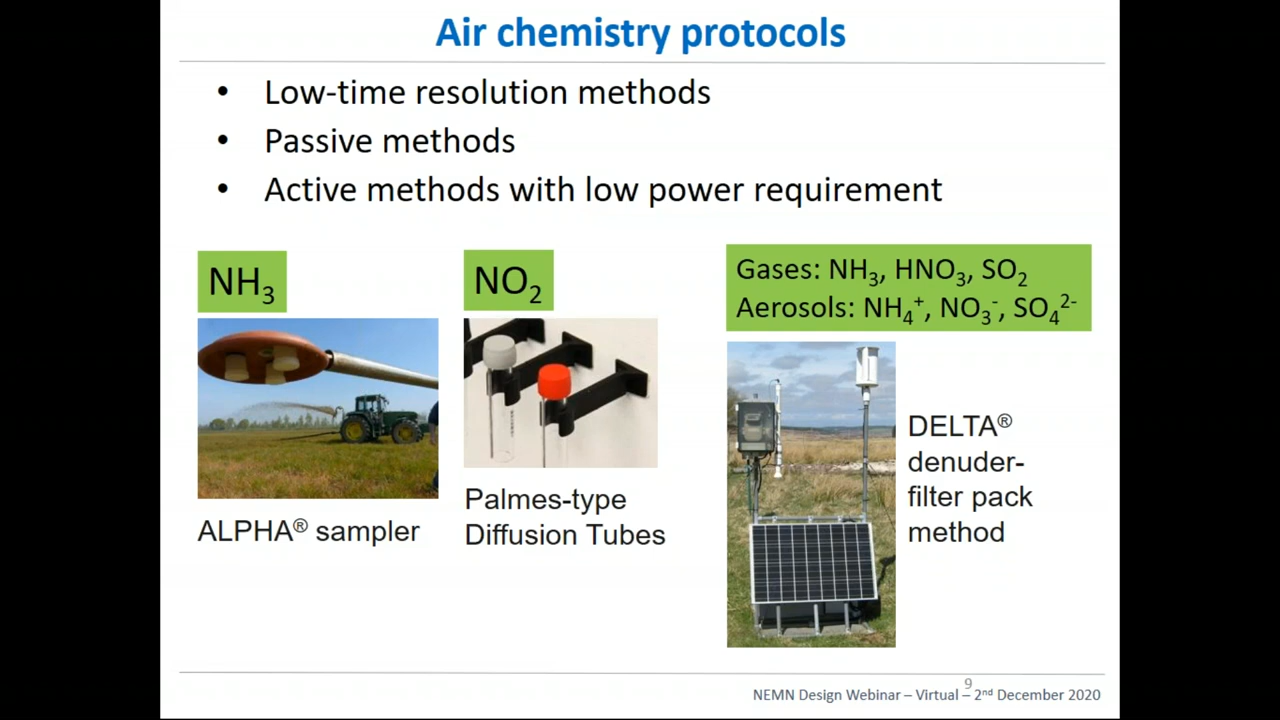 Air chemistry protocols
• Low-time resolution methods
• Passive methods
• Active methods with low power requirement
NH₃
NO₂
Gases: NH₃, HNO₃, SO₂
Aerosols: NH₄⁺, NO₃⁻, SO₄²⁻
ALPHA® sampler
Palmes-type
Diffusion Tubes
DELTA®
denuder-
filter pack
method
9
NEMN Design Webinar – Virtual – 2ⁿᵈ December 2020